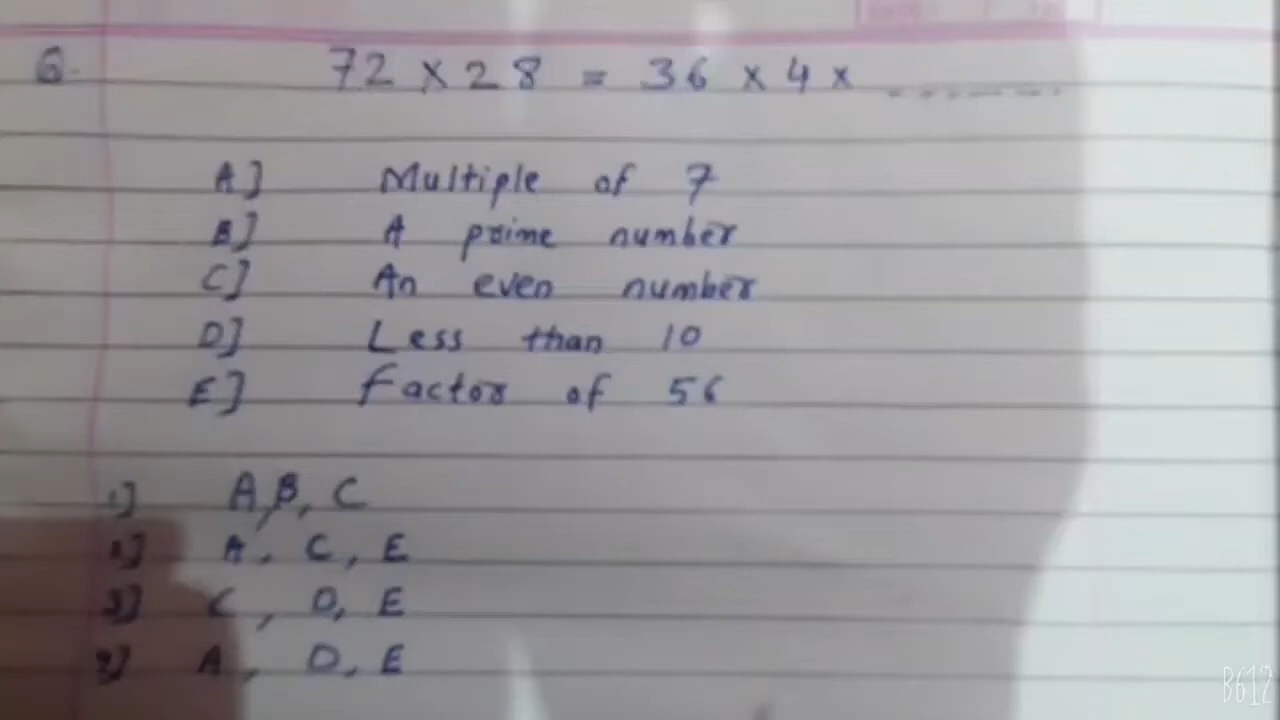 6. 72 × 28 = 36 × 4 × ------
A] Multiple of 7
B] A prime number
C] An even number
D] Less than 10
E] Factor of 56
1] A, B, C
2] A, C, E
3] C, D, E
A, D, E
B612